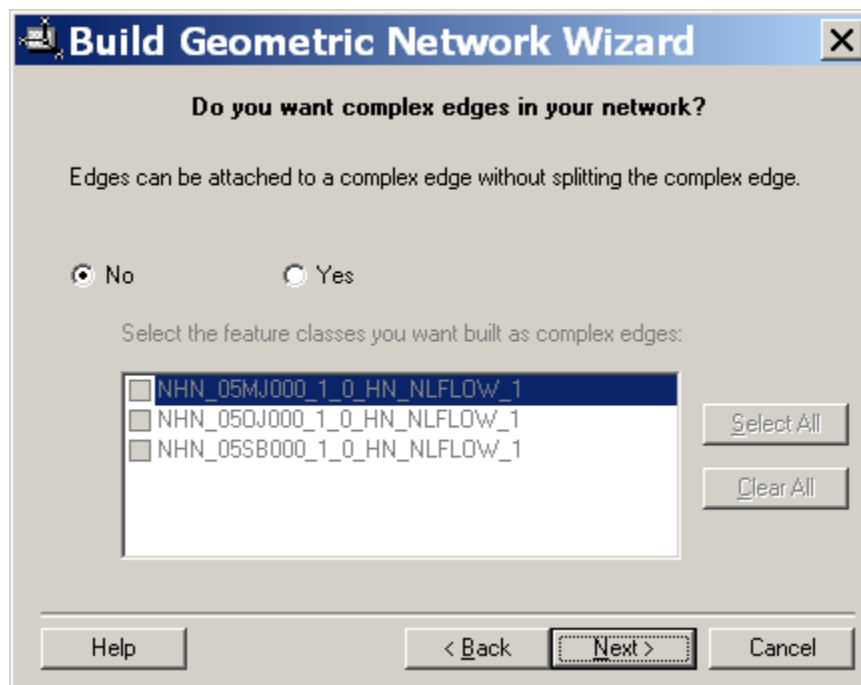 Build Geometric Network Wizard
Do you want complex edges in your network?
Edges can be attached to a complex edge without splitting the complex edge.
No Yes
Select the feature classes you want built as complex edges:
NHN_05MJ000_1_0_HN_NLFLOW_1
NHN_05OJ000_1_0_HN_NLFLOW_1
NHN_05SB000_1_0_HN_NLFLOW_1
Select All
Clear All
Help < Back Next > Cancel